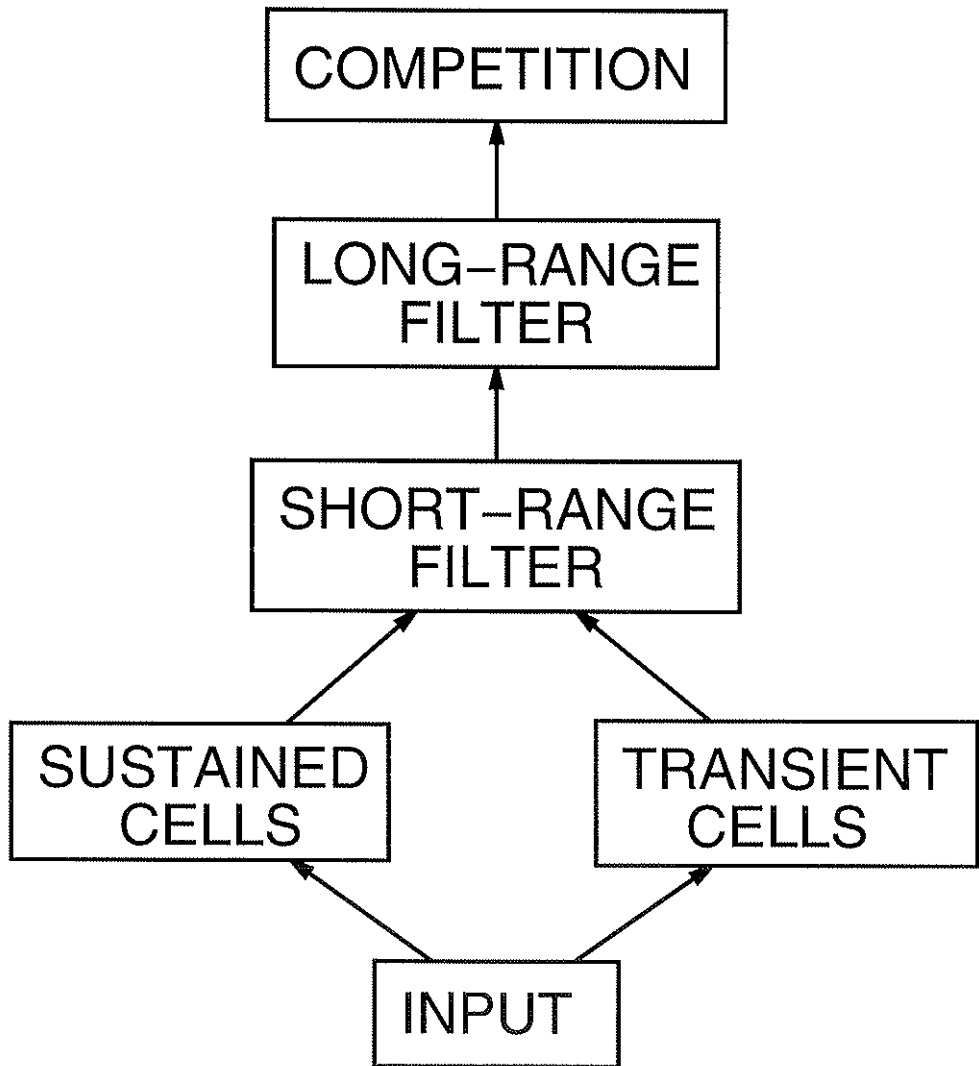 COMPETITION
LONG–RANGE
FILTER
SHORT–RANGE
FILTER
SUSTAINED
CELLS
TRANSIENT
CELLS
INPUT